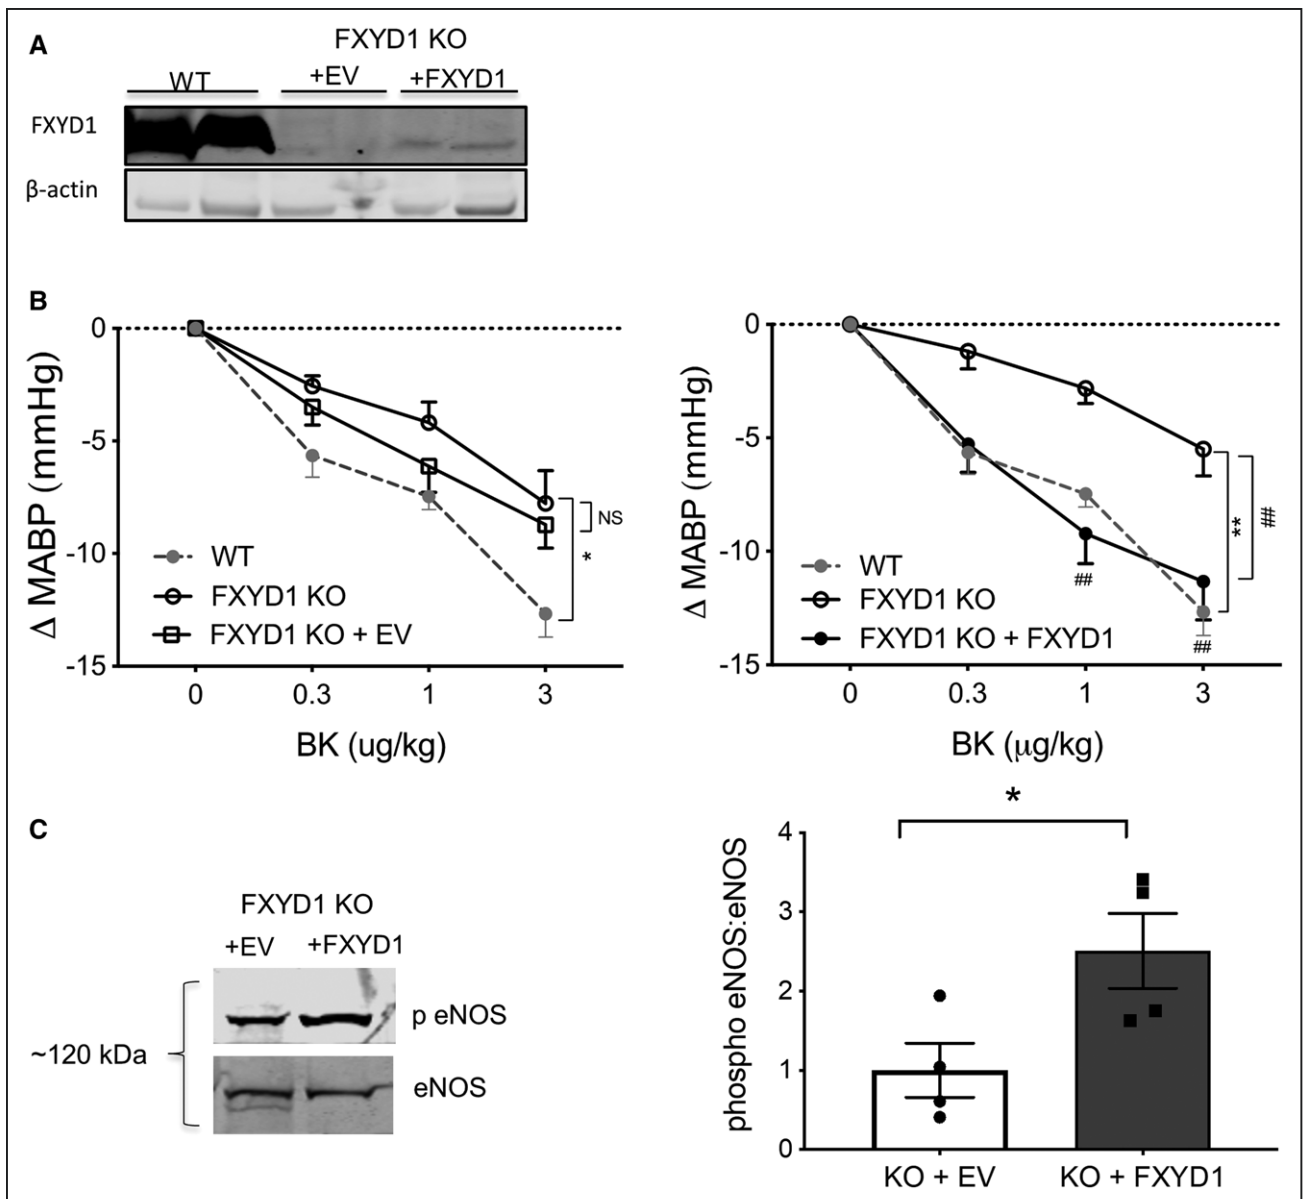 A
FXYD1 KO
WT
+EV
+FXYD1
FXYD1
β-actin
B
0
-5
-10
-15
Δ MABP (mmHg)
NS
*
WT
FXYD1 KO
FXYD1 KO + EV
0 0.3 1 3
BK (ug/kg)
0
-5
-10
-15
Δ MABP (mmHg)
**
##
##
##
WT
FXYD1 KO
FXYD1 KO + FXYD1
0 0.3 1 3
BK (μg/kg)
C
FXYD1 KO
+EV +FXYD1
~120 kDa
p eNOS
eNOS
*
4
3
2
1
0
phospho eNOS:eNOS
KO + EV KO + FXYD1